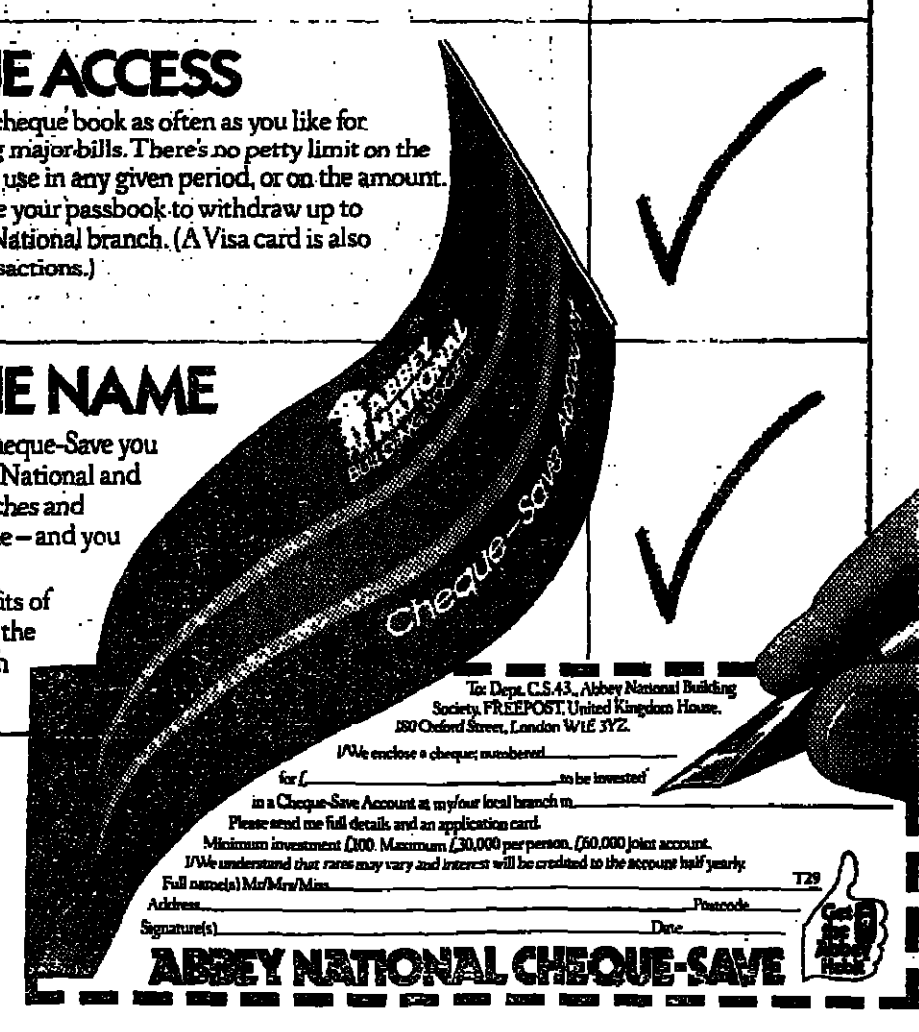 E ACCESS
cheque book as often as you like for
g major bills. There's no petty limit on the
use in any given period, or on the amount.
e your passbook to withdraw up to
National branch. (A Visa card is also
sactions.)
E NAME
heque-Save you
National and
ches and
e – and you
its of
the
h
ABBEY
NATIONAL
BUILDING SOCIETY
Cheque-Save Account
To: Dept. C.S.43., Abbey National Building
Society, FREEPOST, United Kingdom House,
180 Oxford Street, London W1E 3YZ.
I/We enclose a cheque, numbered
for £ to be invested
in a Cheque-Save Account at my/our local branch in
Please send me full details and an application card.
Minimum investment £100. Maximum £30,000 per person, £60,000 joint account.
I/We understand that rates may vary and interest will be credited to the account half yearly.
Full name(s) Mr/Mrs/Miss
T29
Address Postcode
Signature(s) Date
Get
the
Abbey
Habit
ABBEY NATIONAL CHEQUE-SAVE